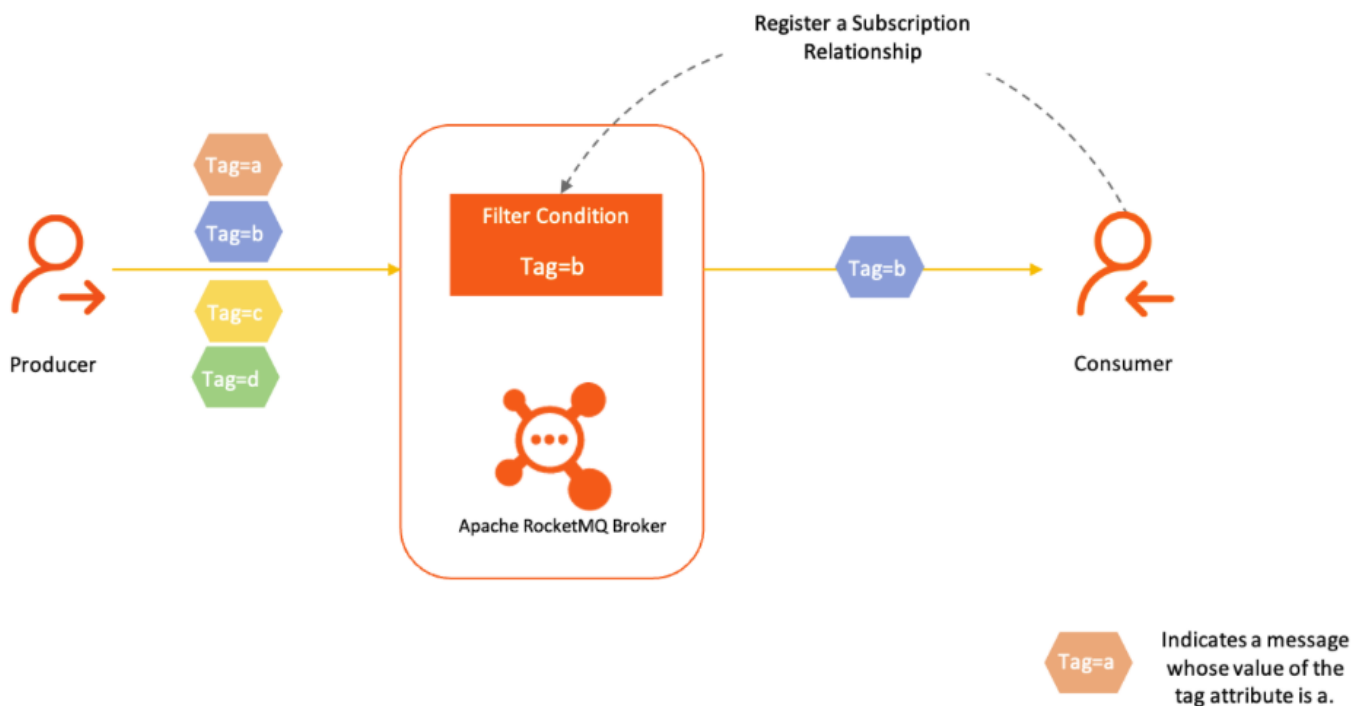 Register a Subscription
Relationship
Tag=a
Tag=b
Tag=c
Tag=d
Producer
Filter Condition
Tag=b
Apache RocketMQ Broker
Tag=b
Consumer
Tag=a
Indicates a message
whose value of the
tag attribute is a.